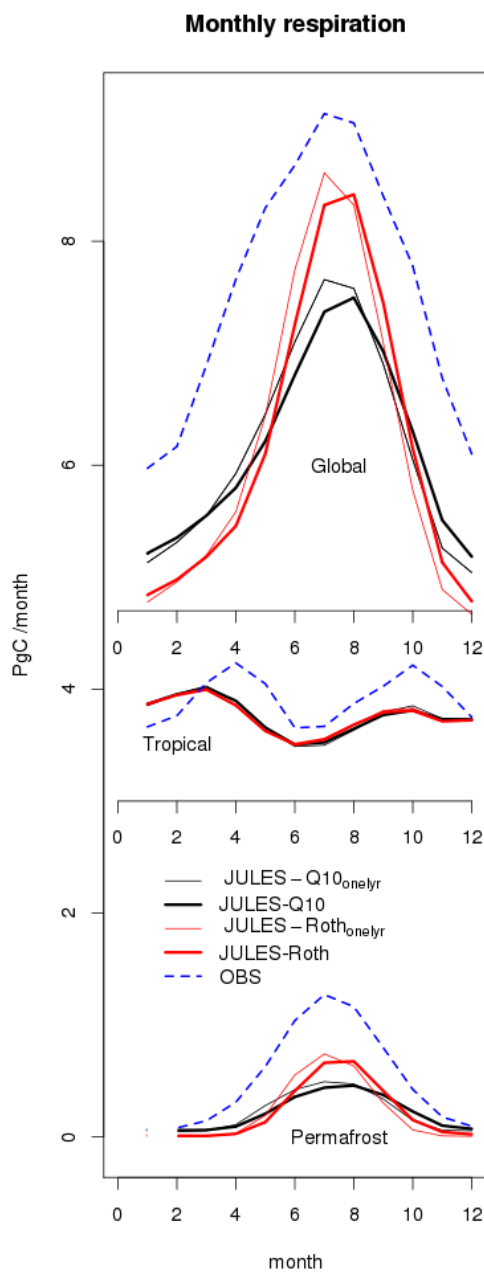 Monthly respiration
PgC /month
8
6
4
2
0
Global
0 2 4 6 8 10 12
Tropical
0 2 4 6 8 10 12
JULES – Q10onelyr
JULES-Q10
JULES – Rothonelyr
JULES-Roth
OBS
Permafrost
0 2 4 6 8 10 12
month